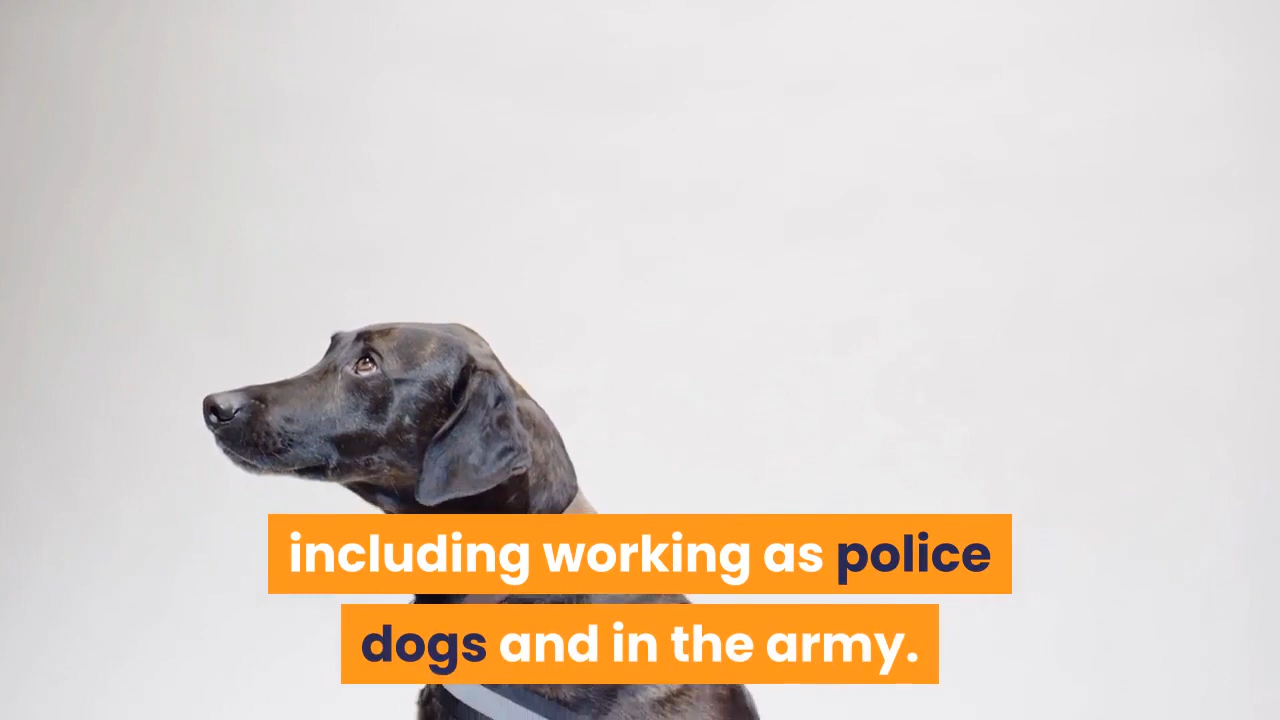 including working as police
dogs and in the army.